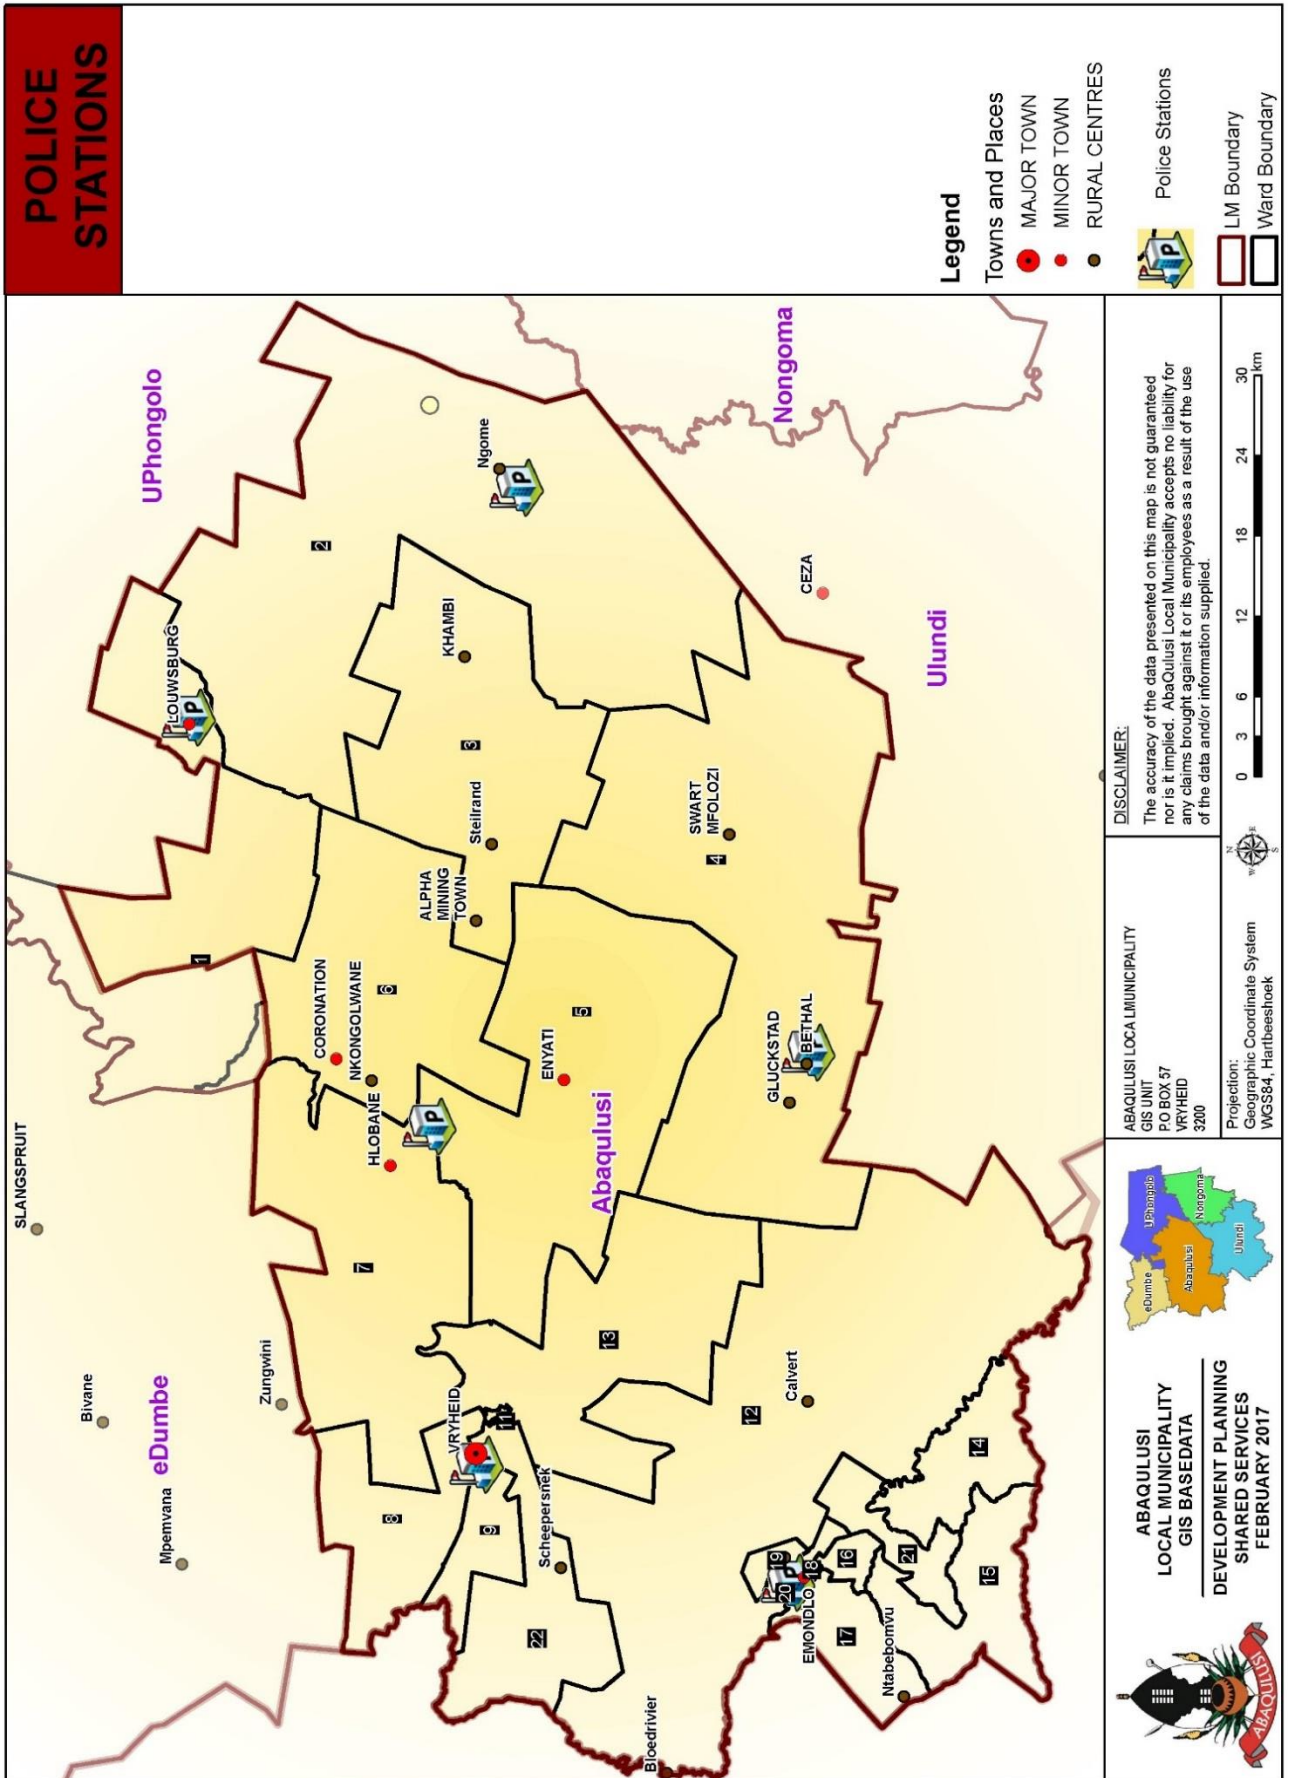 POLICE
STATIONS
UPhongolo
LOUWSBURG
2
Ngome
Nongoma
KHAMBI
3
Steilrand
ALPHA
MINING
TOWN
SWART
MFOLOZI
4
CEZA
Ulundi
1
CORONATION
NKONGOLWANE
6
HLOBANE
ENYATI
5
Abaqulusi
GLUCKSTAD
BETHAL
SLANGSPRUIT
7
Bivane
eDumbe
Zungwini
Mpemvana
VRYHEID
8
9
11
13
12
Calvert
Scheepersnek
22
14
15
16
17
18
19
20
21
EMONDLO
Ntabebomvu
Bloedrivier
P
P
P
P
Legend
Towns and Places
MAJOR TOWN
MINOR TOWN
RURAL CENTRES
P
Police Stations
LM Boundary
Ward Boundary
ABAQULUSI
ABAQULUSI
LOCAL MUNICIPALITY
GIS BASEDATA
DEVELOPMENT PLANNING
SHARED SERVICES
FEBRUARY 2017
eDumbe
UPhongolo
Abaqulusi
Nongoma
Ulundi
ABAQULUSI LOCA LMUNICIPALITY
GIS UNIT
P.O BOX 57
VRYHEID
3200
Projection:
Geographic Coordinate System
WGS84, Hartbeeshoek
DISCLAIMER:
The accuracy of the data presented on this map is not guaranteed
nor is it implied. AbaQulusi Local Municipality accepts no liability for
any claims brought against it or its employees as a result of the use
of the data and/or information supplied.
N
W E
S
0 3 6 12 18 24 30
km